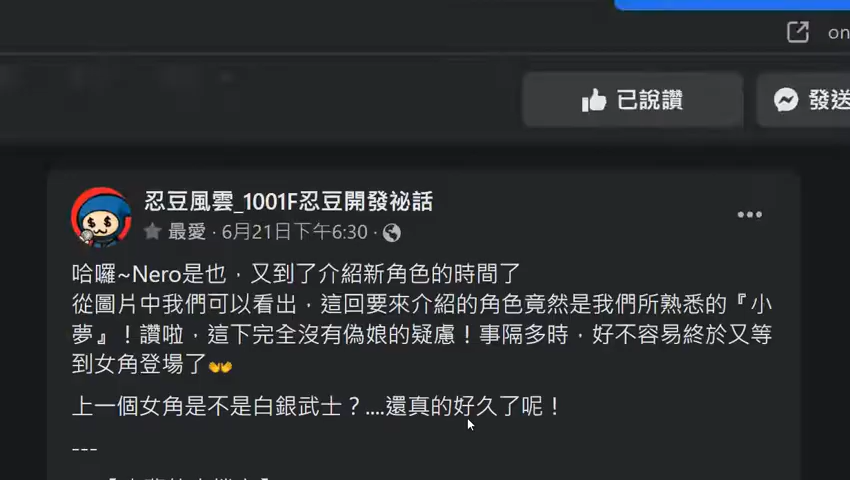 on
已說讚
發送
忍豆風雲_1001F忍豆開發祕話
最愛 · 6月21日下午6:30 ·
哈囉~Nero是也，又到了介紹新角色的時間了
從圖片中我們可以看出，這回要來介紹的角色竟然是我們所熟悉的『小
夢』！讚啦，這下完全沒有偽娘的疑慮！事隔多時，好不容易終於又等
到女角登場了👐
上一個女角是不是白銀武士？....還真的好久了呢！
---